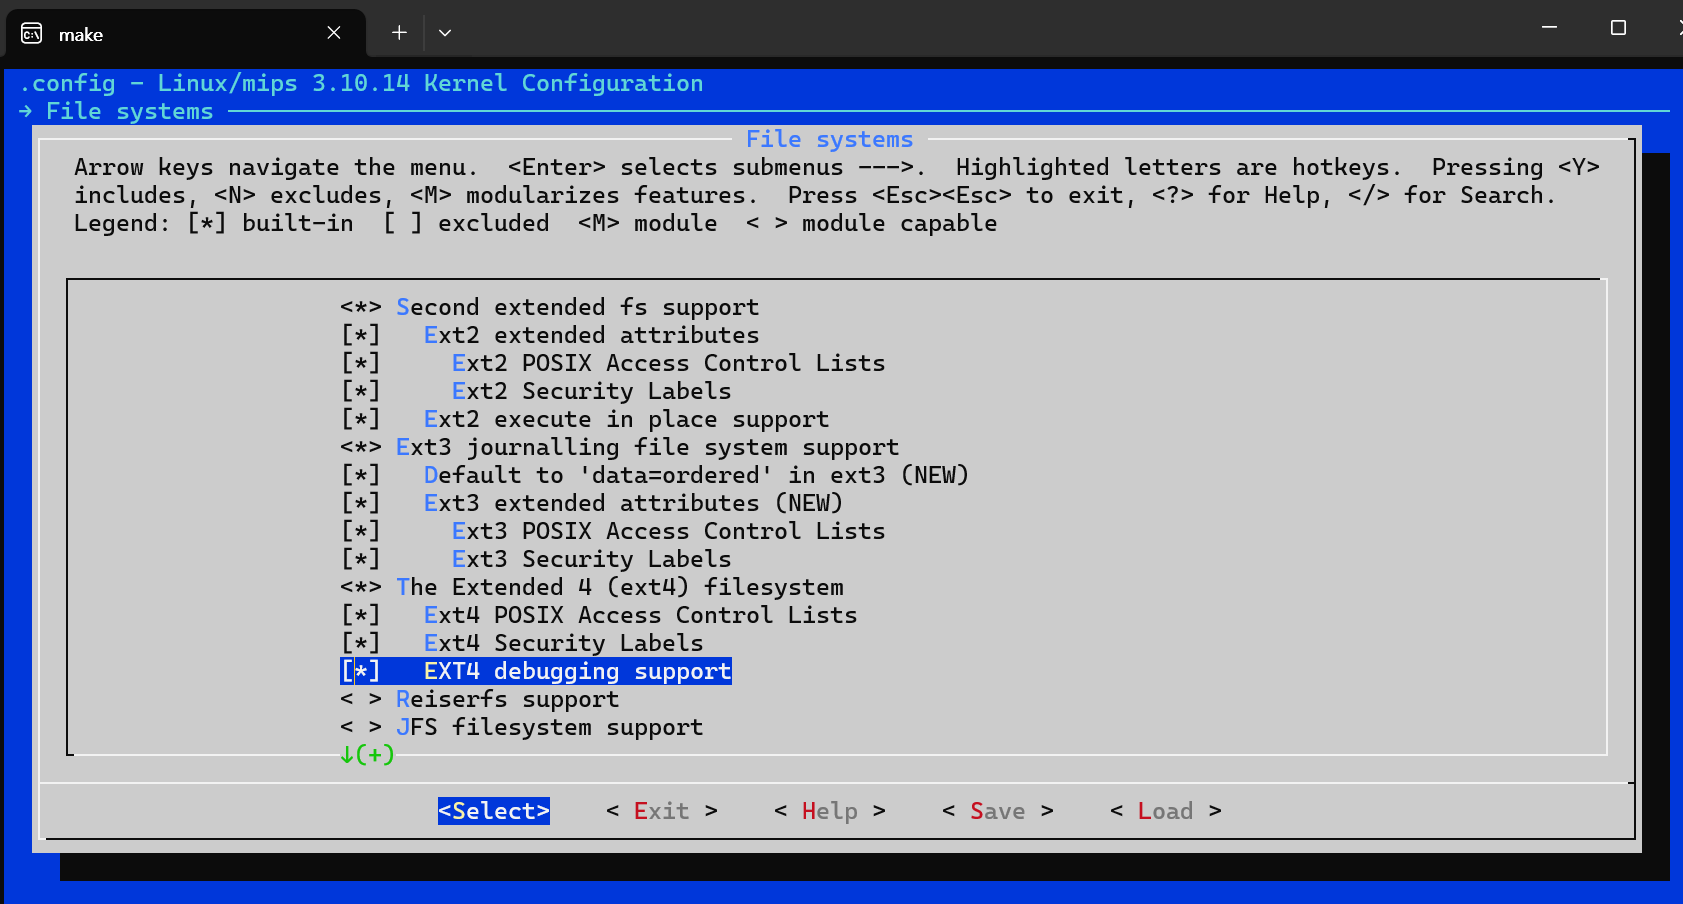 make
.config - Linux/mips 3.10.14 Kernel Configuration
→ File systems
File systems
Arrow keys navigate the menu.  <Enter> selects submenus --->.  Highlighted letters are hotkeys.  Pressing <Y>
includes, <N> excludes, <M> modularizes features.  Press <Esc><Esc> to exit, <?> for Help, </> for Search.
Legend: [*] built-in  [ ] excluded  <M> module  < > module capable
<*> Second extended fs support
[*]   Ext2 extended attributes
[*]     Ext2 POSIX Access Control Lists
[*]     Ext2 Security Labels
[*]   Ext2 execute in place support
<*> Ext3 journalling file system support
[*]   Default to 'data=ordered' in ext3 (NEW)
[*]   Ext3 extended attributes (NEW)
[*]     Ext3 POSIX Access Control Lists
[*]     Ext3 Security Labels
<*> The Extended 4 (ext4) filesystem
[*]   Ext4 POSIX Access Control Lists
[*]   Ext4 Security Labels
[*]   EXT4 debugging support
< > Reiserfs support
< > JFS filesystem support
↓(+)
<Select>    < Exit >    < Help >    < Save >    < Load >